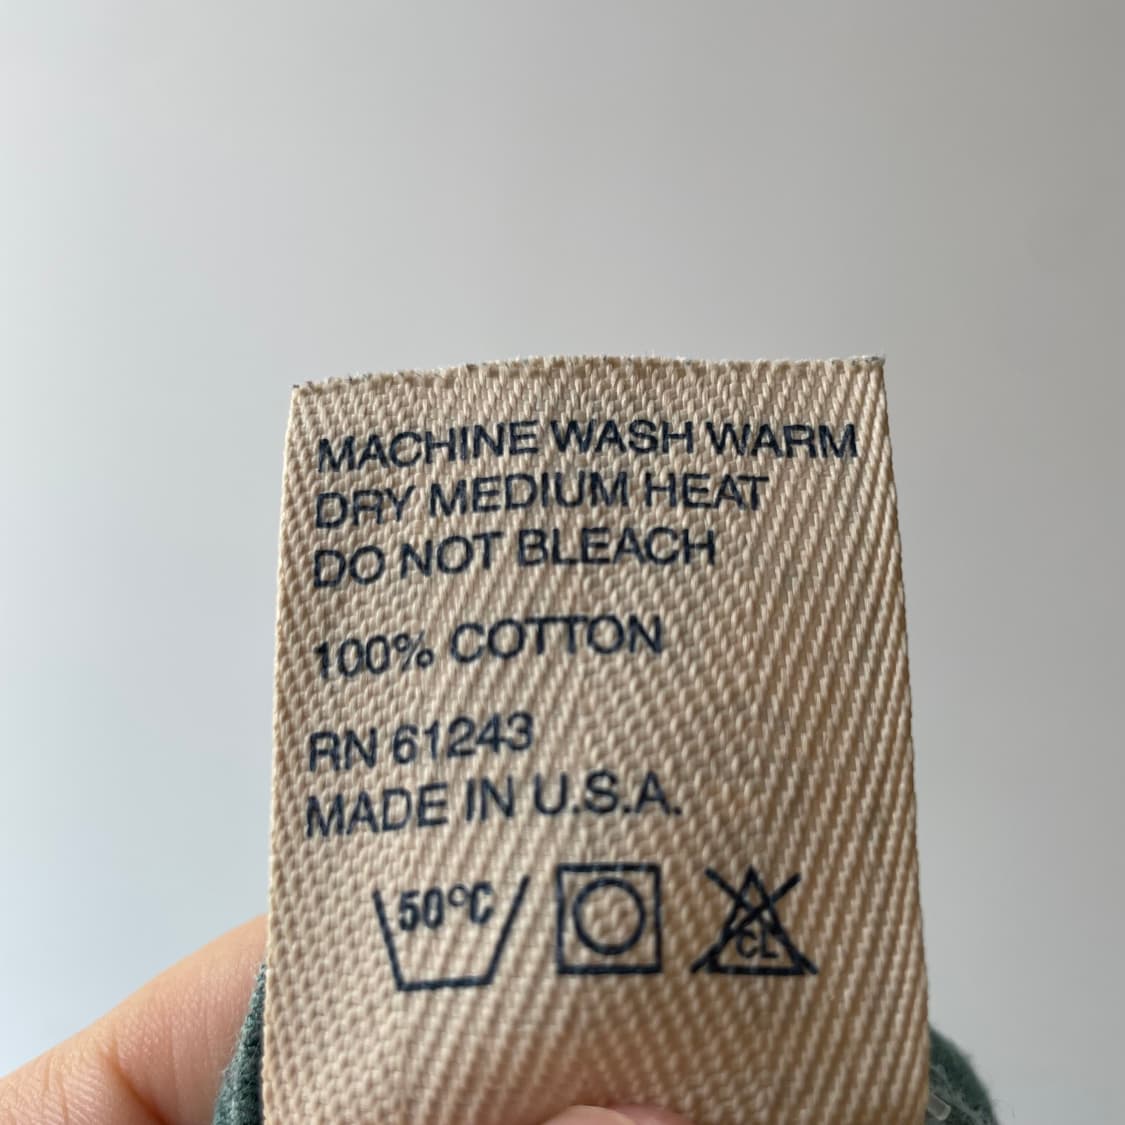 MACHINE WASH WARM
DRY MEDIUM HEAT
DO NOT BLEACH
100% COTTON
RN 61243
MADE IN U.S.A.
50°C CL